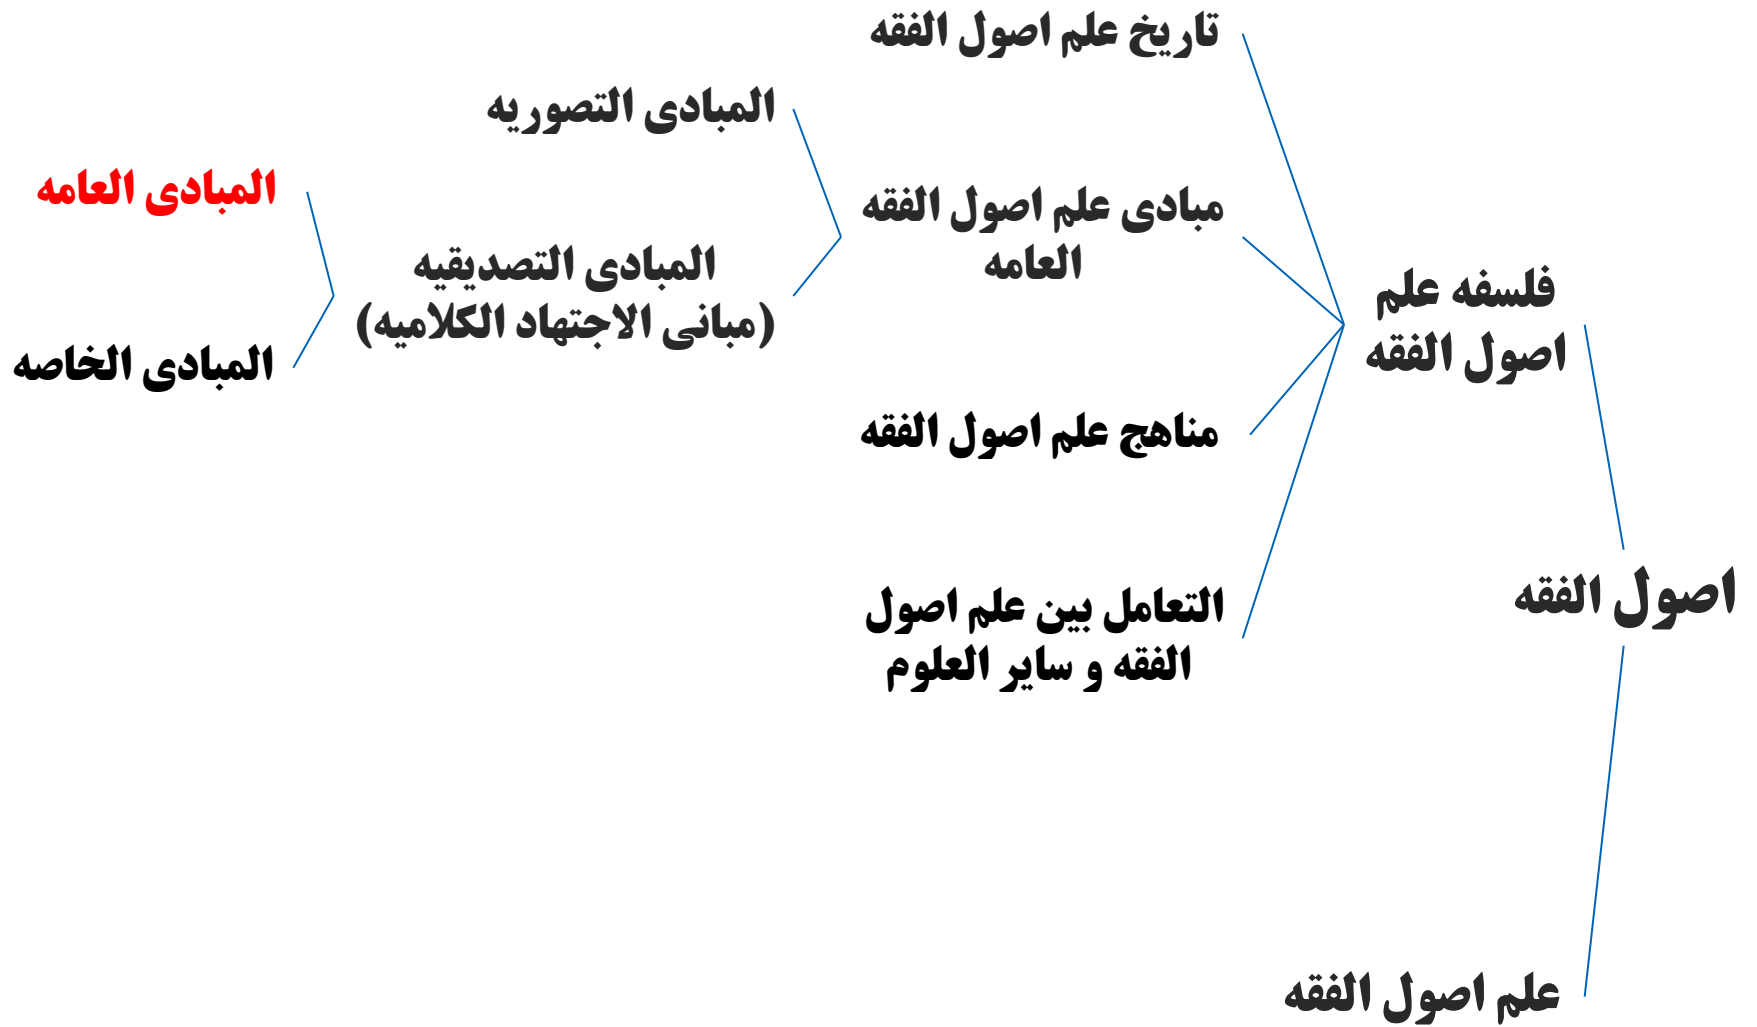 تاریخ علم اصول الفقه
المبادی التصوریه
المبادی العامه
مبادی علم اصول الفقه
العامه
المبادی التصدیقیه
(مبانی الاجتهاد الکلامیه)
فلسفه علم
اصول الفقه
المبادی الخاصه
مناهج علم اصول الفقه
اصول الفقه
التعامل بین علم اصول
الفقه و سایر العلوم
علم اصول الفقه